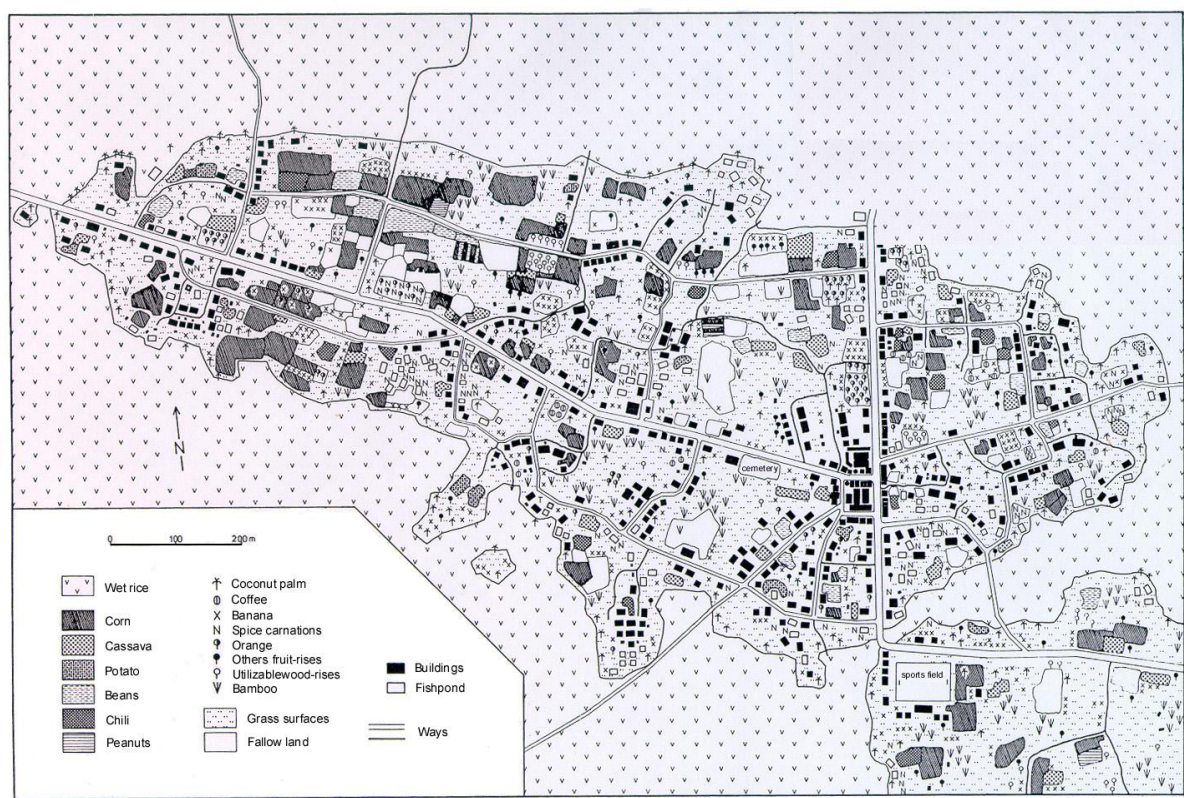 cemetery
sports field
N
0 100 200 m
Wet rice
Corn
Cassava
Potato
Beans
Chili
Peanuts
Coconut palm
Coffee
Banana
Spice carnations
Orange
Others fruit-rises
Utilizablewood-rises
Bamboo
Grass surfaces
Fallow land
Buildings
Fishpond
Ways